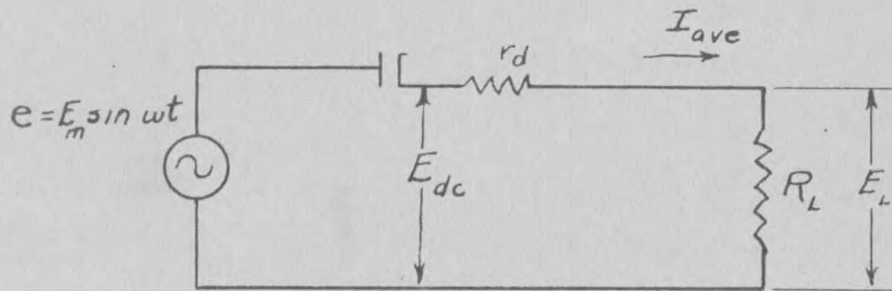 I_ave
r_d
e = E_m sin ωt
E_dc
R_L
E_L